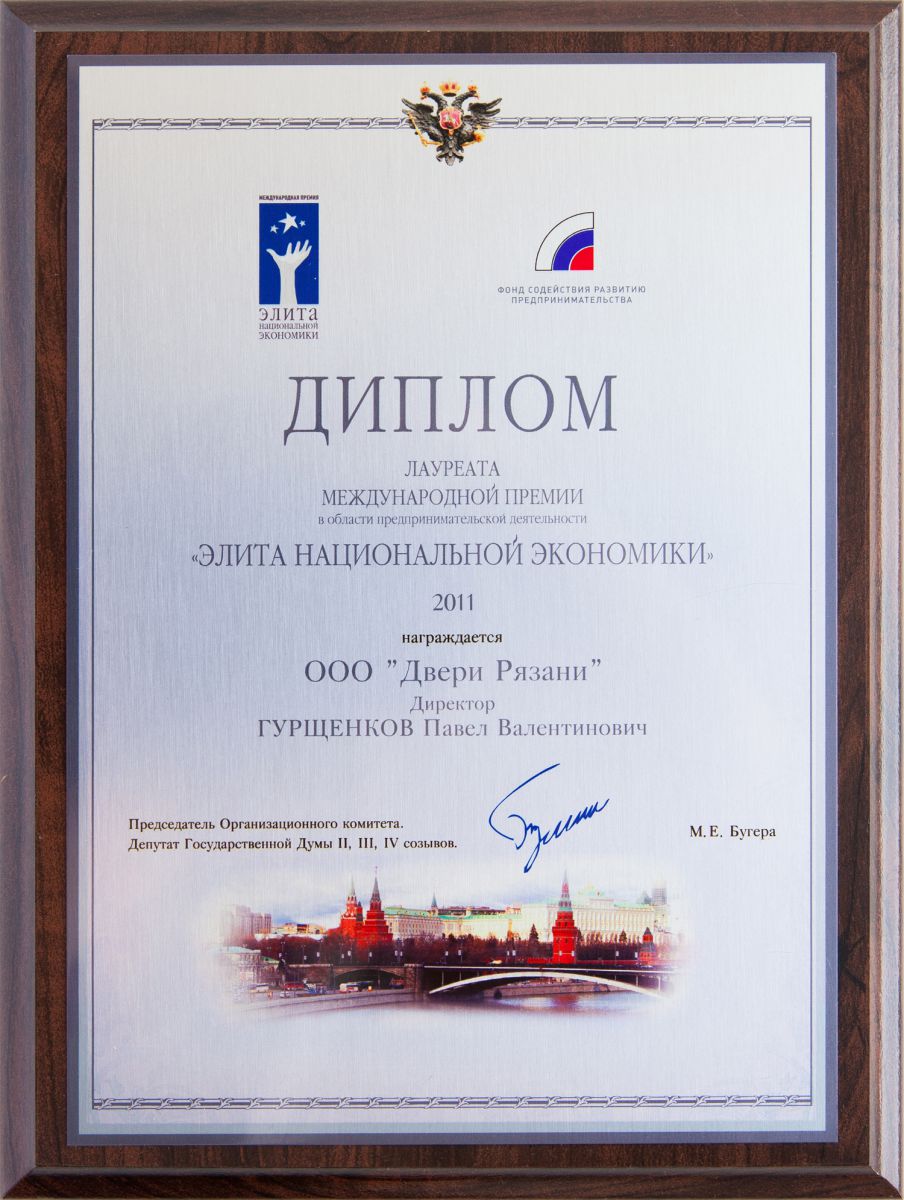 МЕЖДУНАРОДНАЯ ПРЕМИЯ
ЭЛИТА
НАЦИОНАЛЬНОЙ
ЭКОНОМИКИ
ФОНД СОДЕЙСТВИЯ РАЗВИТИЮ
ПРЕДПРИНИМАТЕЛЬСТВА
ДИПЛОМ
ЛАУРЕАТА
МЕЖДУНАРОДНОЙ ПРЕМИИ
в области предпринимательской деятельности
«ЭЛИТА НАЦИОНАЛЬНОЙ ЭКОНОМИКИ»
2011
награждается
ООО "Двери Рязани"
Директор
ГУРЩЕНКОВ Павел Валентинович
Председатель Организационного комитета.
Депутат Государственной Думы II, III, IV созывов.
М.Е. Бугера